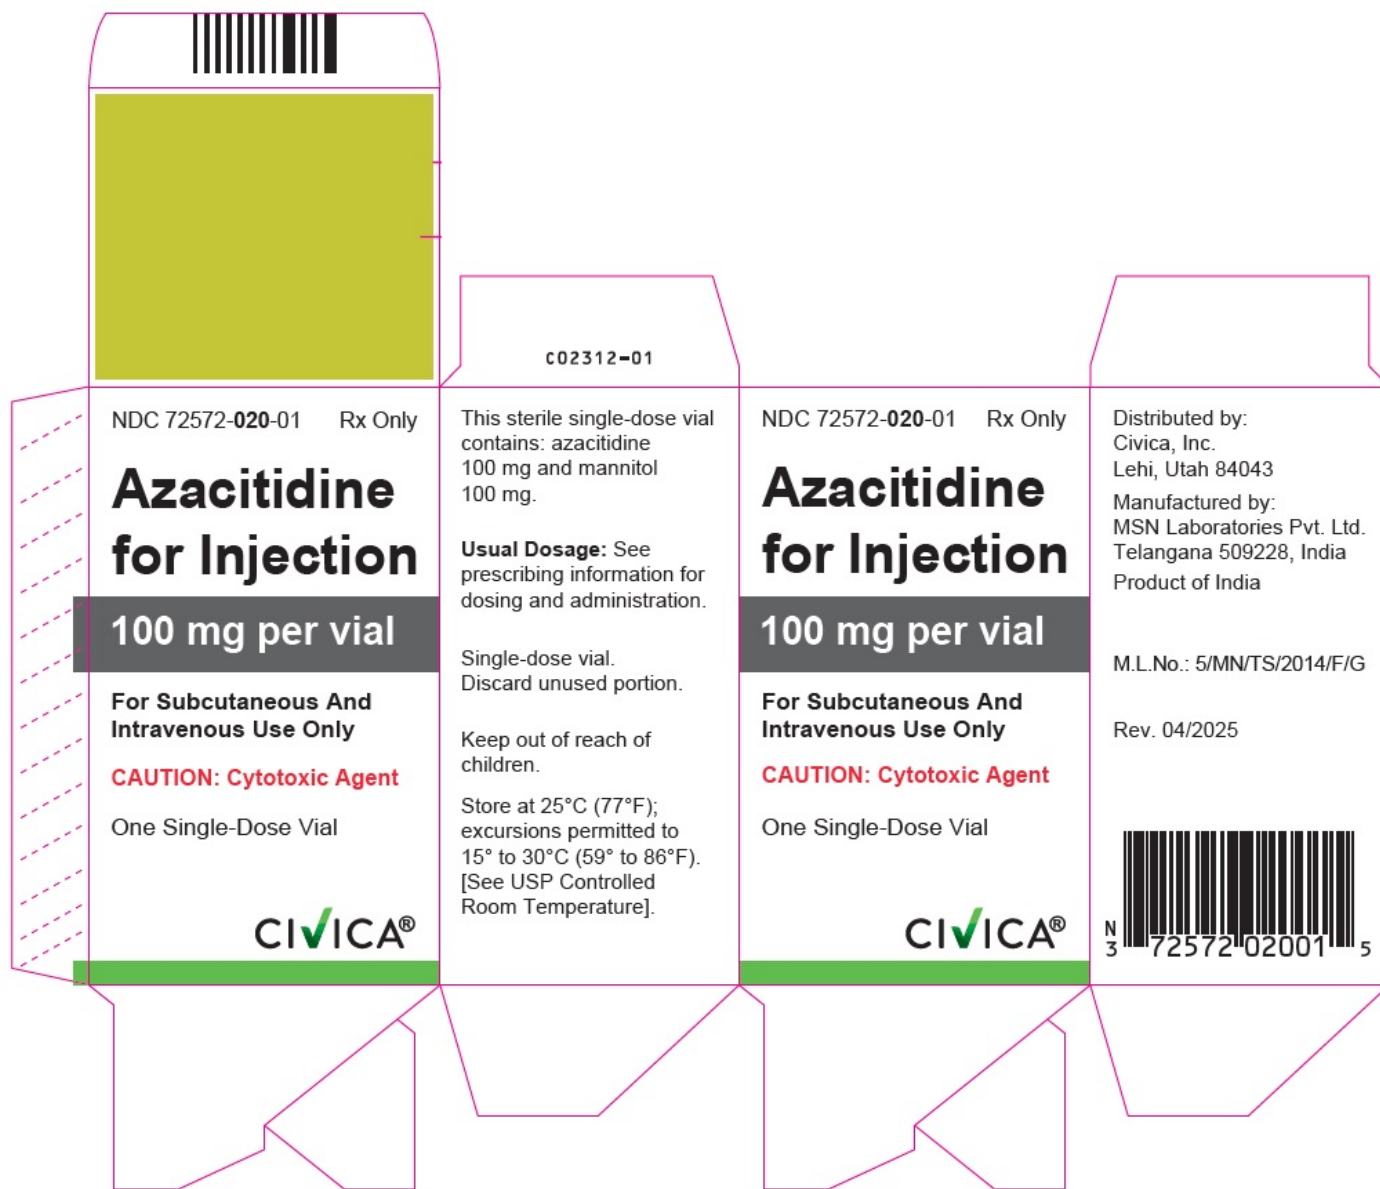 C02312-01
NDC 72572-020-01 Rx Only
Azacitidine
for Injection
100 mg per vial
For Subcutaneous And
Intravenous Use Only
CAUTION: Cytotoxic Agent
One Single-Dose Vial
CIVICA®
This sterile single-dose vial
contains: azacitidine
100 mg and mannitol
100 mg.
Usual Dosage: See
prescribing information for
dosing and administration.
Single-dose vial.
Discard unused portion.
Keep out of reach of
children.
Store at 25°C (77°F);
excursions permitted to
15° to 30°C (59° to 86°F).
[See USP Controlled
Room Temperature].
NDC 72572-020-01 Rx Only
Azacitidine
for Injection
100 mg per vial
For Subcutaneous And
Intravenous Use Only
CAUTION: Cytotoxic Agent
One Single-Dose Vial
CIVICA®
Distributed by:
Civica, Inc.
Lehi, Utah 84043
Manufactured by:
MSN Laboratories Pvt. Ltd.
Telangana 509228, India
Product of India
M.L.No.: 5/MN/TS/2014/F/G
Rev. 04/2025
N
3 72572 02001 5